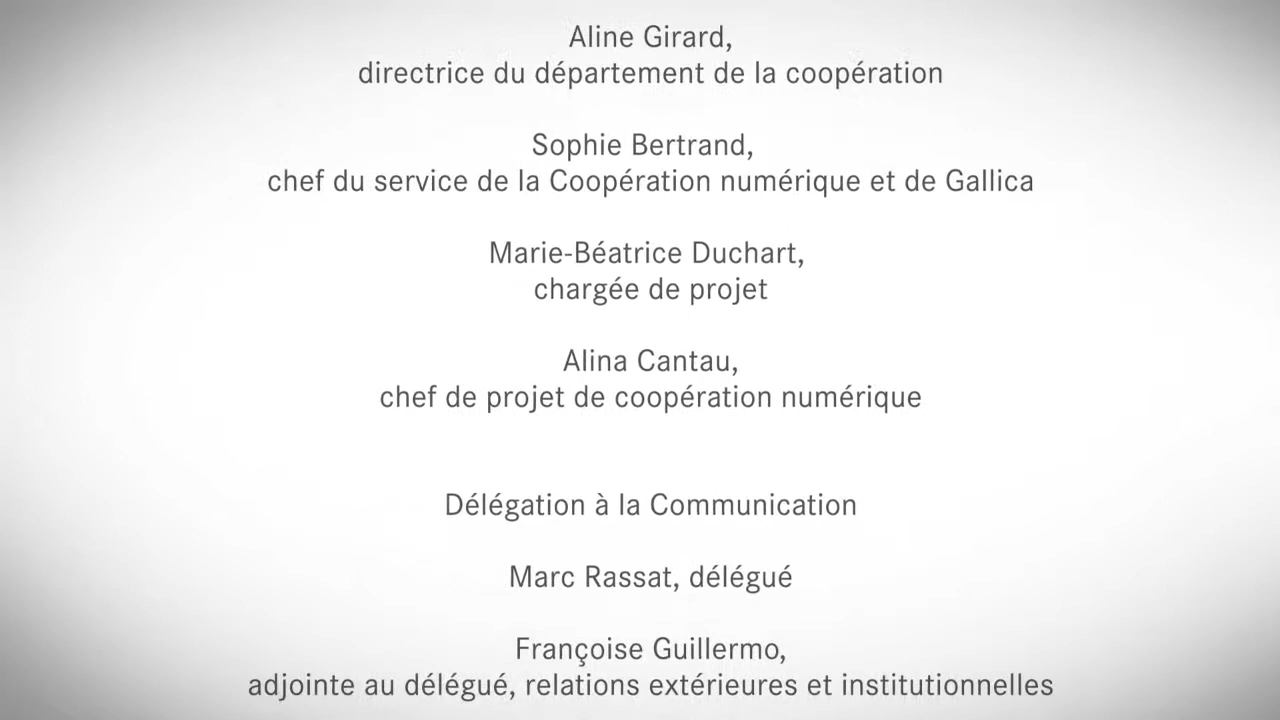 Aline Girard,
directrice du département de la coopération
Sophie Bertrand,
chef du service de la Coopération numérique et de Gallica
Marie-Béatrice Duchart,
chargée de projet
Alina Cantau,
chef de projet de coopération numérique
Délégation à la Communication
Marc Rassat, délégué
Françoise Guillermo,
adjointe au délégué, relations extérieures et institutionnelles